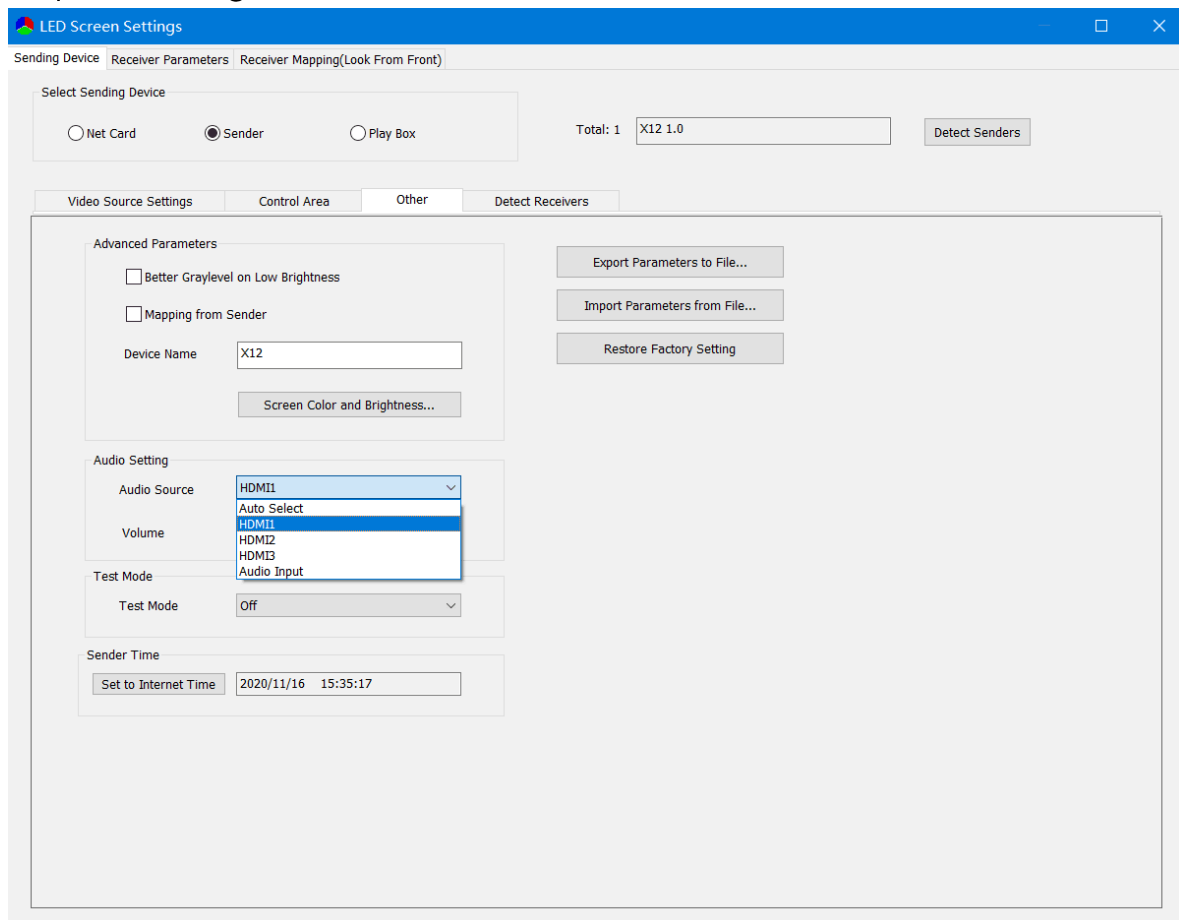 LED Screen Settings
Sending Device Receiver Parameters Receiver Mapping(Look From Front)
Select Sending Device
Net Card Sender Play Box
Total: 1 X12 1.0 Detect Senders
Video Source Settings Control Area Other Detect Receivers
Advanced Parameters
Better Graylevel on Low Brightness
Mapping from Sender
Device Name X12
Screen Color and Brightness...
Export Parameters to File...
Import Parameters from File...
Restore Factory Setting
Audio Setting
Audio Source HDMI1
Auto Select
HDMI1
HDMI2
HDMI3
Audio Input
Volume
Test Mode
Test Mode Off
Sender Time
Set to Internet Time 2020/11/16 15:35:17